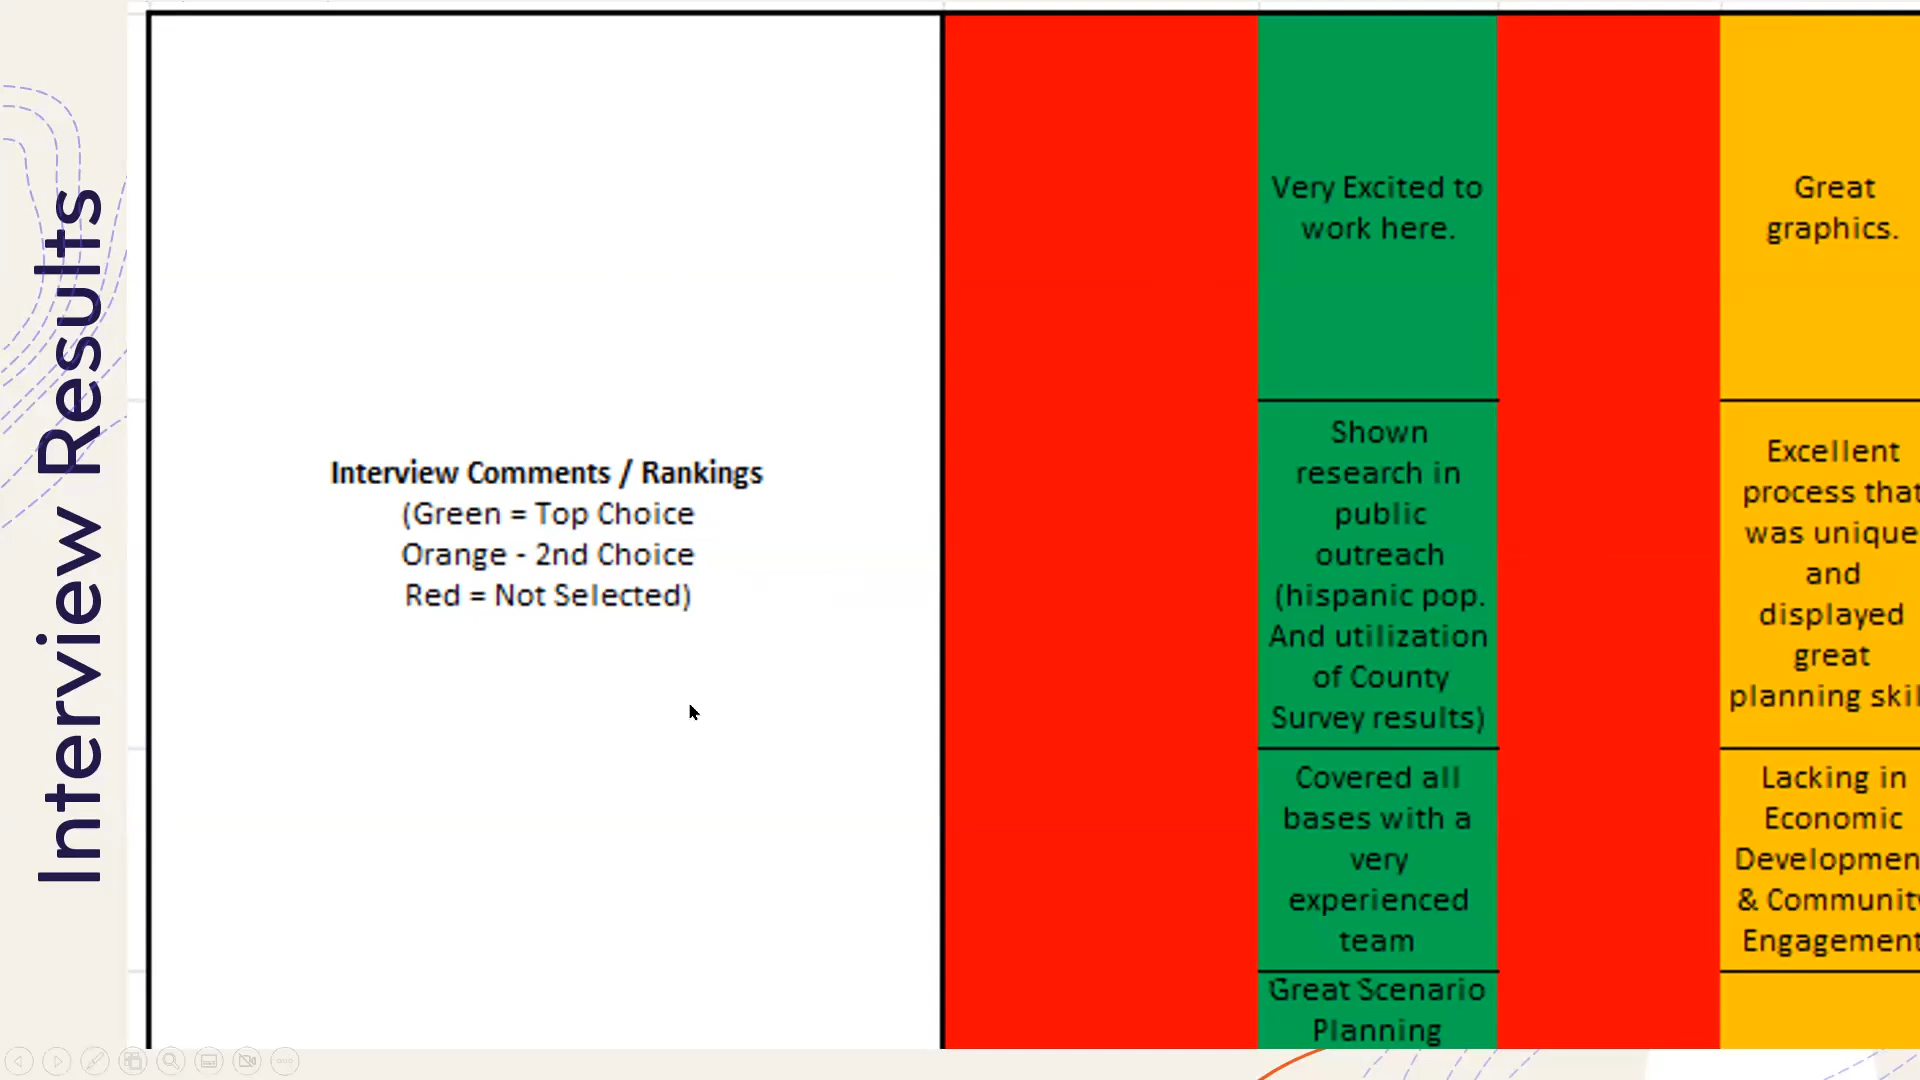 Interview Results
Interview Comments / Rankings
(Green = Top Choice
Orange - 2nd Choice
Red = Not Selected)
Very Excited to
work here.
Shown
research in
public
outreach
(hispanic pop.
And utilization
of County
Survey results)
Covered all
bases with a
very
experienced
team
Great Scenario
Planning
Great
graphics.
Excellent
process that
was unique
and
displayed
great
planning
Lacking in
Economic
& Community
Engagement